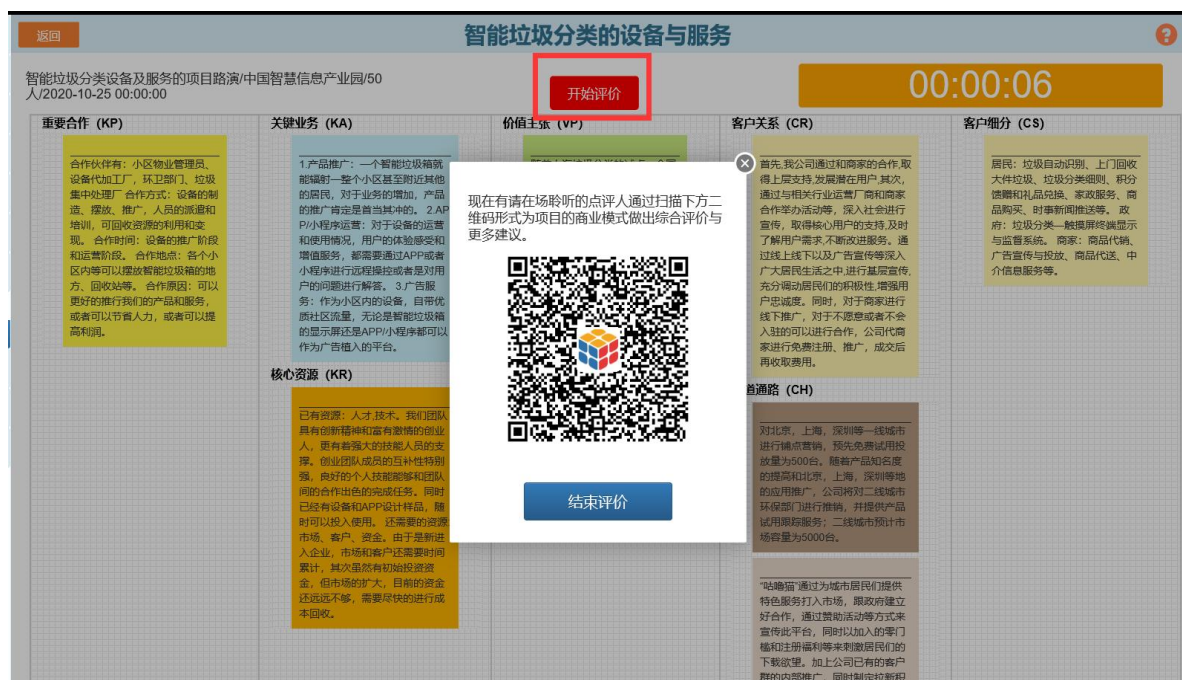 返回
智能垃圾分类的设备与服务
智能垃圾分类设备及服务的项目路演/中国智慧信息产业园/50
人/2020-10-25 00:00:00
开始评价
00:00:06
重要合作（KP）
合作伙伴有：小区物业管理员、
设备代加工厂，环卫部门、垃圾
集中处理厂 合作方式：设备的制
造、摆放、推广，人员的派遣和
培训，可回收资源的利用和变
现。 合作时间：设备的推广阶段
和运营阶段。 合作地点：各个小
区内等可以摆放智能垃圾箱的地
方、回收站等。 合作原因：可以
更好的推行我们的产品和服务，
或者可以节省人力，或者可以提
高利润。
关键业务（KA）
1.产品推广：一个智能垃圾箱就
能辐射一整个小区甚至附近其他
的居民，对于业务的增加，产品
的推广肯定是首当其冲的。 2.AP
P/小程序运营：对于设备的运营
和使用情况，用户的体验感受和
增值服务，都需要通过APP或者
小程序进行远程操控或者是对用
户的问题进行解答。 3.广告服
务：作为小区内的设备，自带优
质社区流量，无论是智能垃圾箱
的显示屏还是APP/小程序都可以
作为广告植入的平台。
核心资源（KR）
已有资源：人才,技术。我们团队
具有创新精神和富有激情的创业
人，更有着强大的技能人员的支
撑。创业团队成员的互补性特别
强，良好的个人技能能够和团队
间的合作出色的完成任务。同时
已经有设备和APP设计样品，随
时可以投入使用。 还需要的资源:
市场、客户、资金。由于是新进
入企业，市场和客户还需要时间
累计，其次虽然有初始投资资
金，但市场的扩大，目前的资金
还远远不够，需要尽快的进行成
本回收。
价值主张（VP）
现在有请在场聆听的点评人通过扫描下方二
维码形式为项目的商业模式做出综合评价与
更多建议。
结束评价
客户关系（CR）
首先,我公司通过和商家的合作,取
得上层支持,发展潜在用户,其次,
通过与相关行业运营厂商和商家
合作举办活动等，深入社会进行
宣传，取得核心用户的支持,及时
了解用户需求,不断改进服务。通
过线上线下以及广告宣传等深入
广大居民生活之中,进行基层宣传,
充分调动居民们的积极性,增强用
户忠诚度。同时，对于商家进行
线下推广，对于不愿意或者不会
入驻的可以进行合作，公司代商
家进行免费注册、推广，成交后
再收取费用。
道通路（CH）
对北京，上海，深圳等一线城市
进行铺点营销，预先免费试用投
放量为500台。随着产品知名度
的提高和北京，上海，深圳等地
的应用推广，公司将对二线城市
环保部门进行推销，并提供产品
试用跟踪服务；二线城市预计市
场容量为5000台。
“咕噜猫”通过为城市居民们提供
特色服务打入市场，跟政府建立
好合作，通过赞助活动等方式来
宣传此平台，同时以加入的零门
槛和注册福利等来刺激居民们的
下载欲望。加上公司已有的客户
群的内部推广，同时制定拉新积
客户细分（CS）
居民：垃圾自动识别、上门回收
大件垃圾、垃圾分类细则、积分
馈赠和礼品兑换、家政服务、商
品购买、时事新闻推送等。 政
府：垃圾分类—触摸屏终端显示
与监管系统。 商家：商品代销、
广告宣传与投放、商品代送、中
介信息服务等。